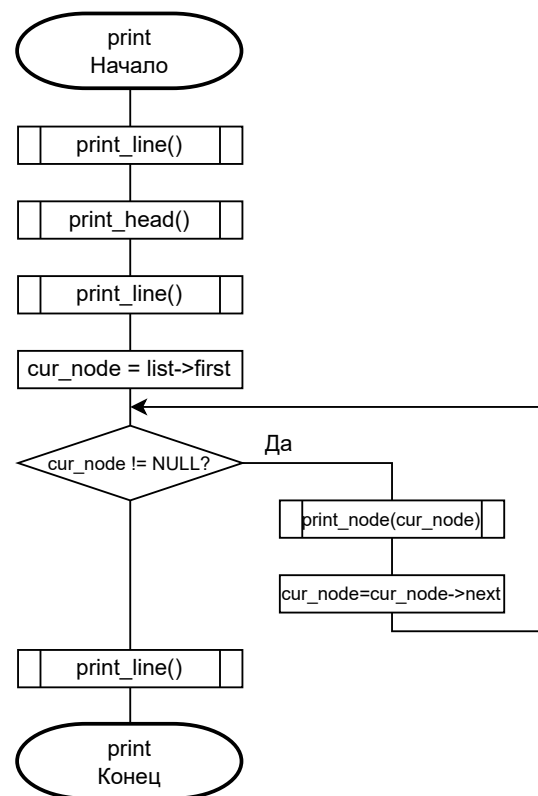 print
Начало
print_line()
print_head()
print_line()
cur_node = list->first
cur_node != NULL?
Да
print_node(cur_node)
cur_node=cur_node->next
print_line()
print
Конец